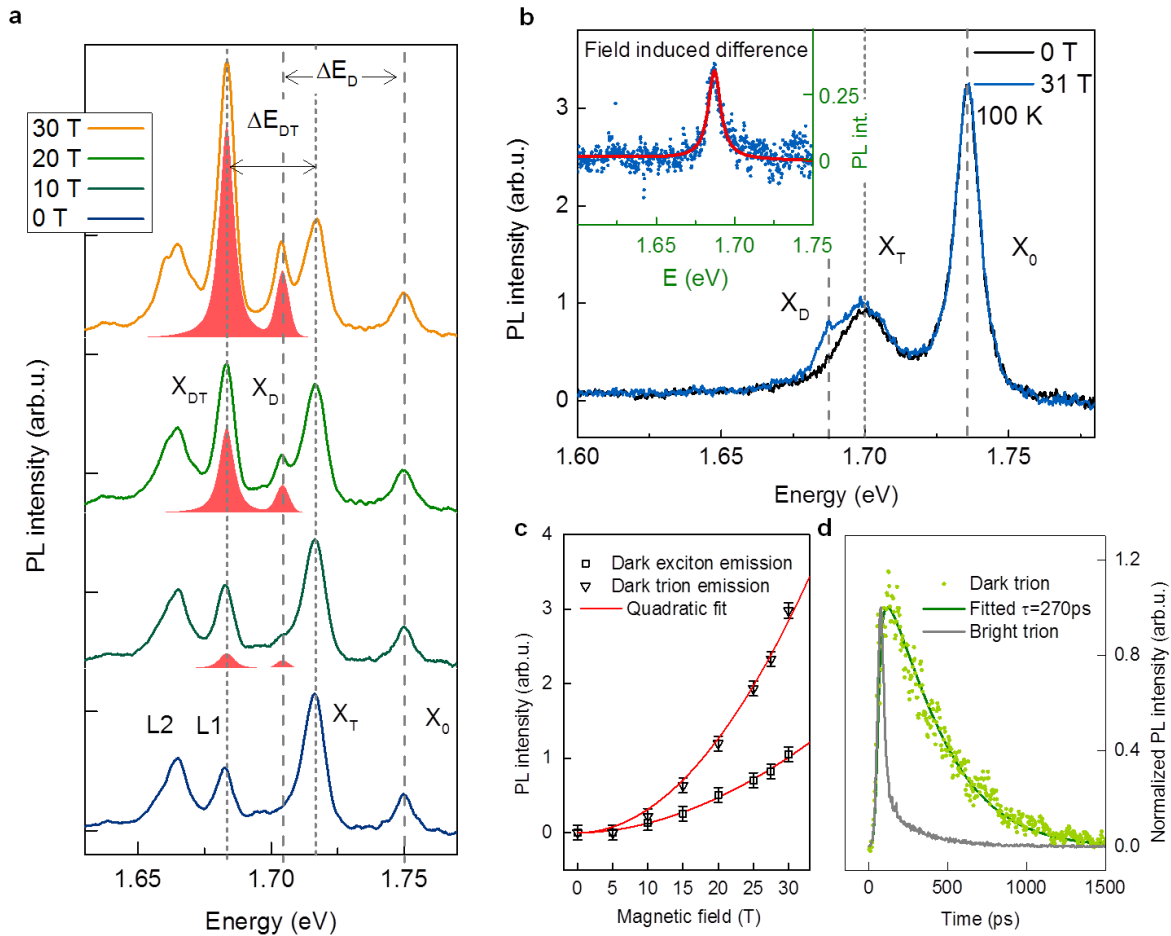 a
ΔE_D
ΔE_DT
30 T
20 T
10 T
0 T
X_DT
X_D
L2
L1
X_T
X_0
PL intensity (arb.u.)
1.65
1.70
1.75
Energy (eV)
b
Field induced difference
0 T
31 T
100 K
0.25
0
PL int.
1.65
1.70
1.75
E (eV)
X_D
X_T
X_0
3
2
1
0
PL intensity (arb.u.)
1.60
1.65
1.70
1.75
Energy (eV)
c
4
3
2
1
0
Dark exciton emission
Dark trion emission
Quadratic fit
PL intensity (arb.u.)
0
5
10
15
20
25
30
Magnetic field (T)
d
Dark trion
Fitted τ=270ps
Bright trion
1.2
0.8
0.4
0.0
Normalized PL intensity (arb.u.)
0
500
1000
1500
Time (ps)